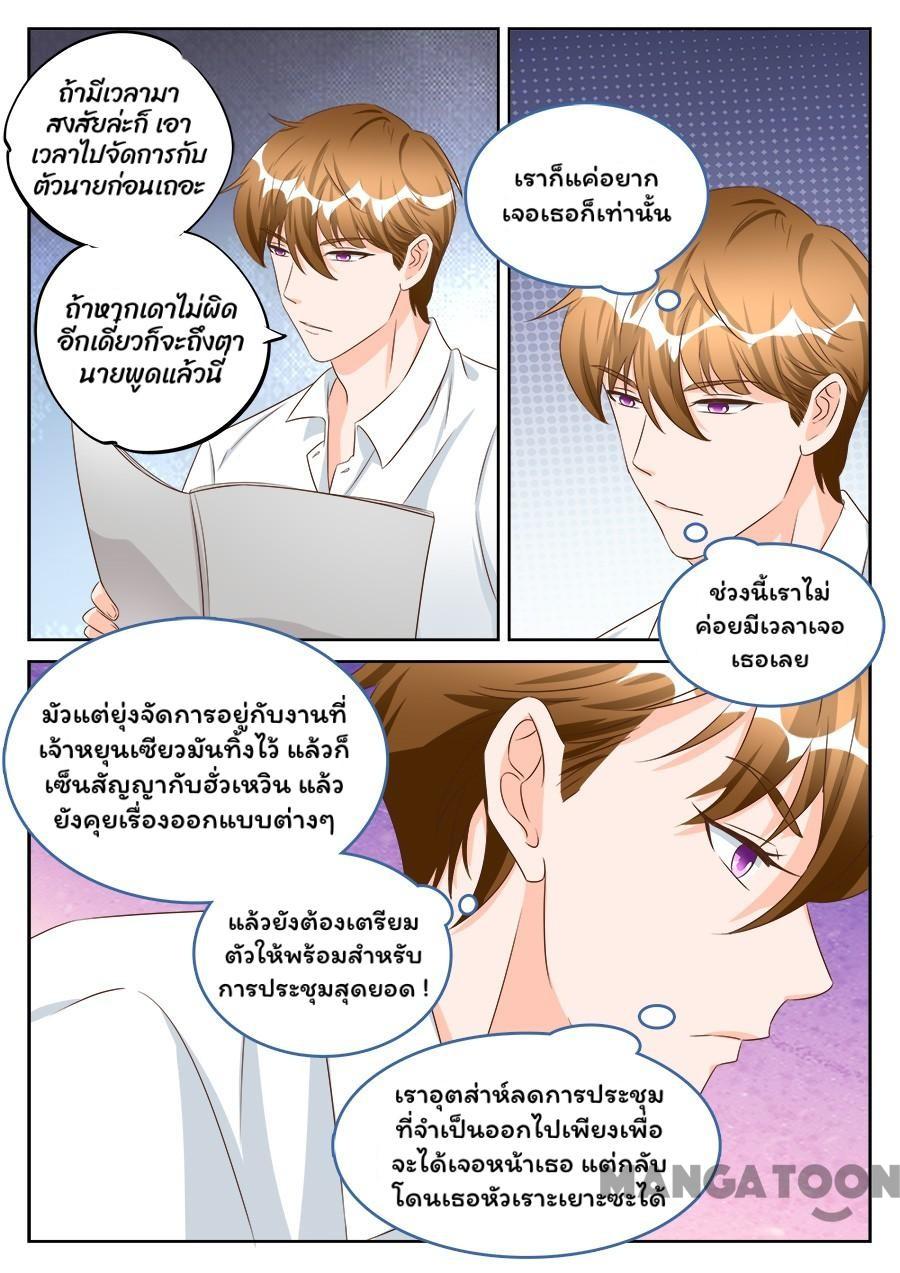 ถ้ามีเวลามา
สงสัยล่ะก็ เอา
เวลาไปจัดการกับ
ตัวนายก่อนเถอะ
ถ้าหากเดาไม่ผิด
อีกเดี๋ยวก็จะถึงตา
นายพูดแล้วนี่
เราก็แค่อยาก
เจอเธอก็เท่านั้น
ช่วงนี้เราไม่
ค่อยมีเวลาเจอ
เธอเลย
มัวแต่ยุ่งจัดการอยู่กับงานที่
เจ้าหยุนเซียวมันทิ้งไว้ แล้วก็
เซ็นสัญญากับฮั่วเหวิน แล้ว
ยังคุยเรื่องออกแบบต่างๆ
แล้วยังต้องเตรียม
ตัวให้พร้อมสำหรับ
การประชุมสุดยอด !
เราอุตส่าห์ลดการประชุม
ที่จำเป็นออกไปเพียงเพื่อ
จะได้เจอหน้าเธอ แต่กลับ
โดนเธอหัวเราะเยาะซะได้
MANGATOON